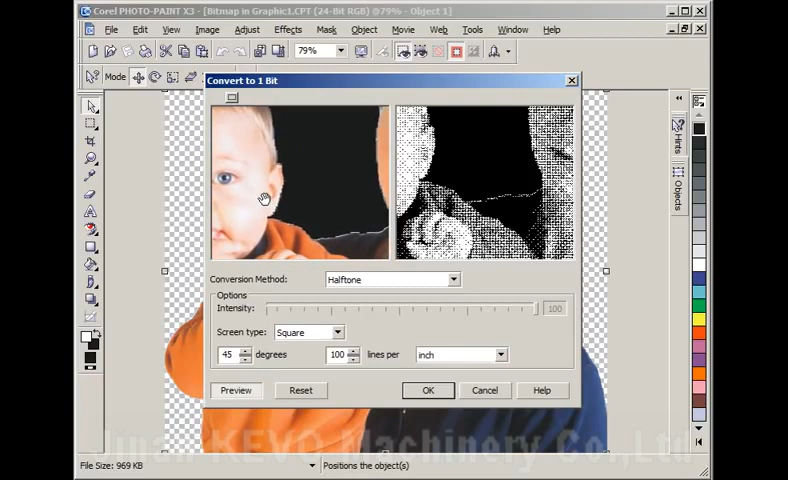 Corel PHOTO-PAINT X3 - [Bitmap in Graphic1.CPT (24-Bit RGB) @79% - Object 1]
File Edit View Image Adjust Effects Mask Object Movie Web Tools Window Help
79%
Mode
Convert to 1 Bit
Hints
Objects
Conversion Method: Halftone
Options
Intensity: 100
Screen type: Square
45 degrees 100 lines per inch
Preview Reset OK Cancel Help
Jinan KEVO Machinery Co,Ltd
File Size: 969 KB Positions the object(s)